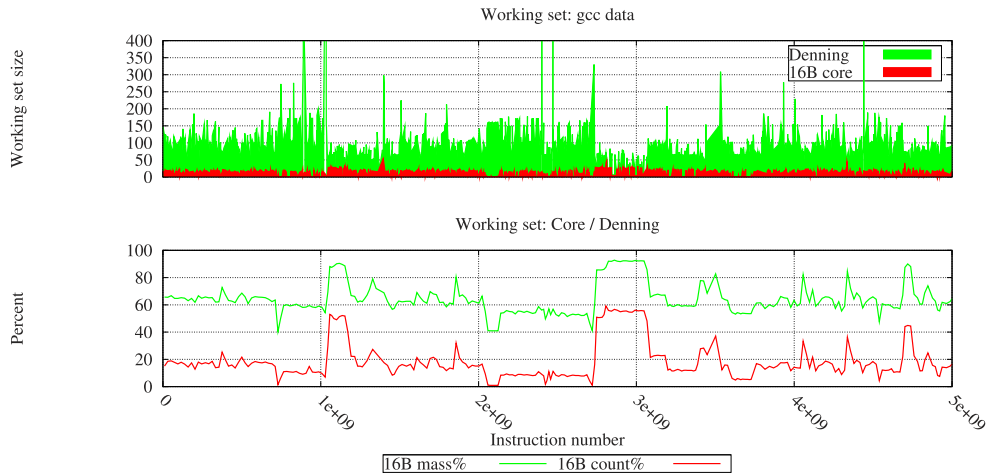 Working set: gcc data
Working set size
400
350
300
250
200
150
100
50
0
Denning
16B core
Working set: Core / Denning
Percent
100
80
60
40
20
0
0
1e+09
2e+09
3e+09
4e+09
5e+09
Instruction number
16B mass% 16B count%